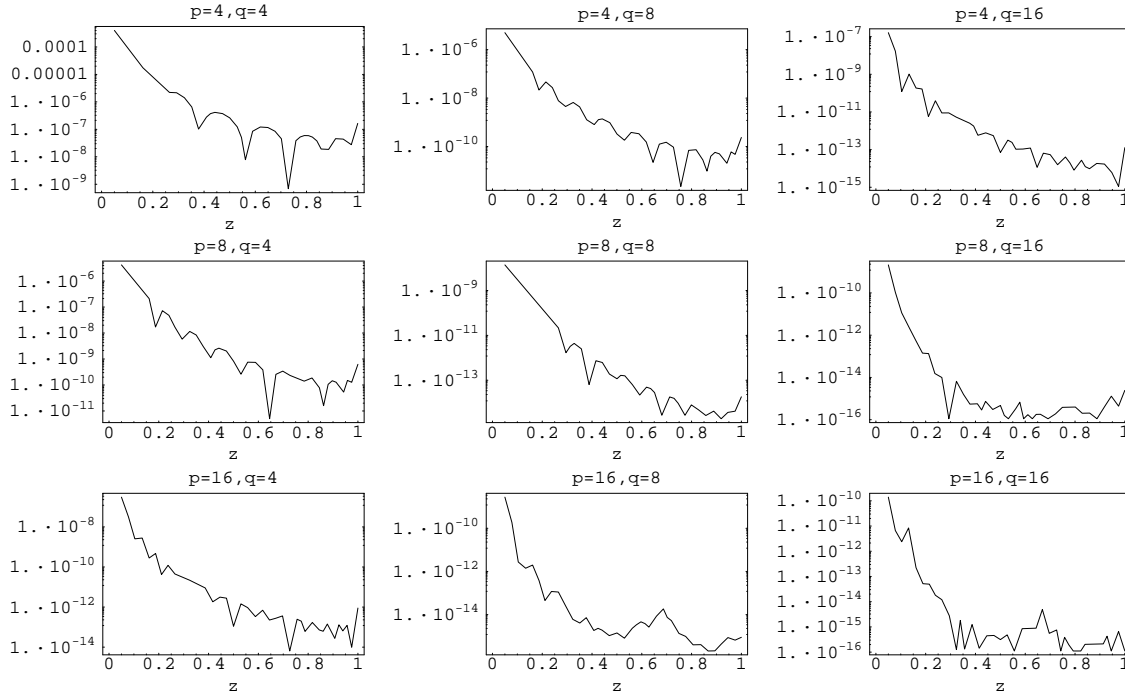 p=4,q=4
0.0001
0.00001
1. · 10^-6
1. · 10^-7
1. · 10^-8
1. · 10^-9
0 0.2 0.4 0.6 0.8 1
z
p=4,q=8
1. · 10^-6
1. · 10^-8
1. · 10^-10
0 0.2 0.4 0.6 0.8 1
z
p=4,q=16
1. · 10^-7
1. · 10^-9
1. · 10^-11
1. · 10^-13
1. · 10^-15
0 0.2 0.4 0.6 0.8 1
z
p=8,q=4
1. · 10^-6
1. · 10^-7
1. · 10^-8
1. · 10^-9
1. · 10^-10
1. · 10^-11
0 0.2 0.4 0.6 0.8 1
z
p=8,q=8
1. · 10^-9
1. · 10^-11
1. · 10^-13
0 0.2 0.4 0.6 0.8 1
z
p=8,q=16
1. · 10^-10
1. · 10^-12
1. · 10^-14
1. · 10^-16
0 0.2 0.4 0.6 0.8 1
z
p=16,q=4
1. · 10^-8
1. · 10^-10
1. · 10^-12
1. · 10^-14
0 0.2 0.4 0.6 0.8 1
z
p=16,q=8
1. · 10^-10
1. · 10^-12
1. · 10^-14
0 0.2 0.4 0.6 0.8 1
z
p=16,q=16
1. · 10^-10
1. · 10^-11
1. · 10^-12
1. · 10^-13
1. · 10^-14
1. · 10^-15
1. · 10^-16
0 0.2 0.4 0.6 0.8 1
z